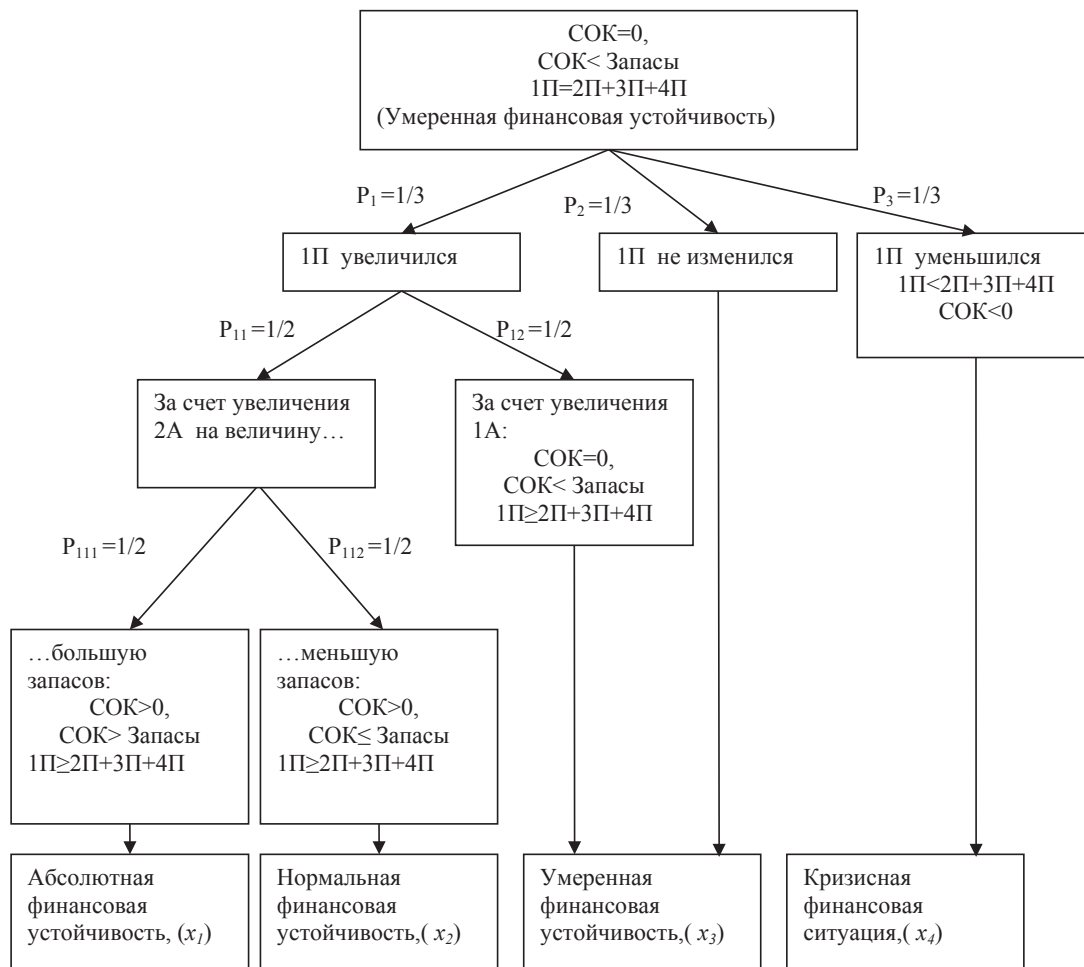 СОК=0,
СОК< Запасы
1П=2П+3П+4П
(Умеренная финансовая устойчивость)
P₁=1/3
P₂=1/3
P₃=1/3
1П увеличился
1П не изменился
1П уменьшился
1П<2П+3П+4П
СОК<0
P₁₁=1/2
P₁₂=1/2
За счет увеличения
2А на величину…
За счет увеличения
1А:
СОК=0,
СОК< Запасы
1П≥2П+3П+4П
P₁₁₁=1/2
P₁₁₂=1/2
…большую
запасов:
СОК>0,
СОК> Запасы
1П≥2П+3П+4П
…меньшую
запасов:
СОК>0,
СОК≤ Запасы
1П≥2П+3П+4П
Абсолютная
финансовая
устойчивость, (x₁)
Нормальная
финансовая
устойчивость,( x₂)
Умеренная
финансовая
устойчивость,( x₃)
Кризисная
финансовая
ситуация,( x₄)